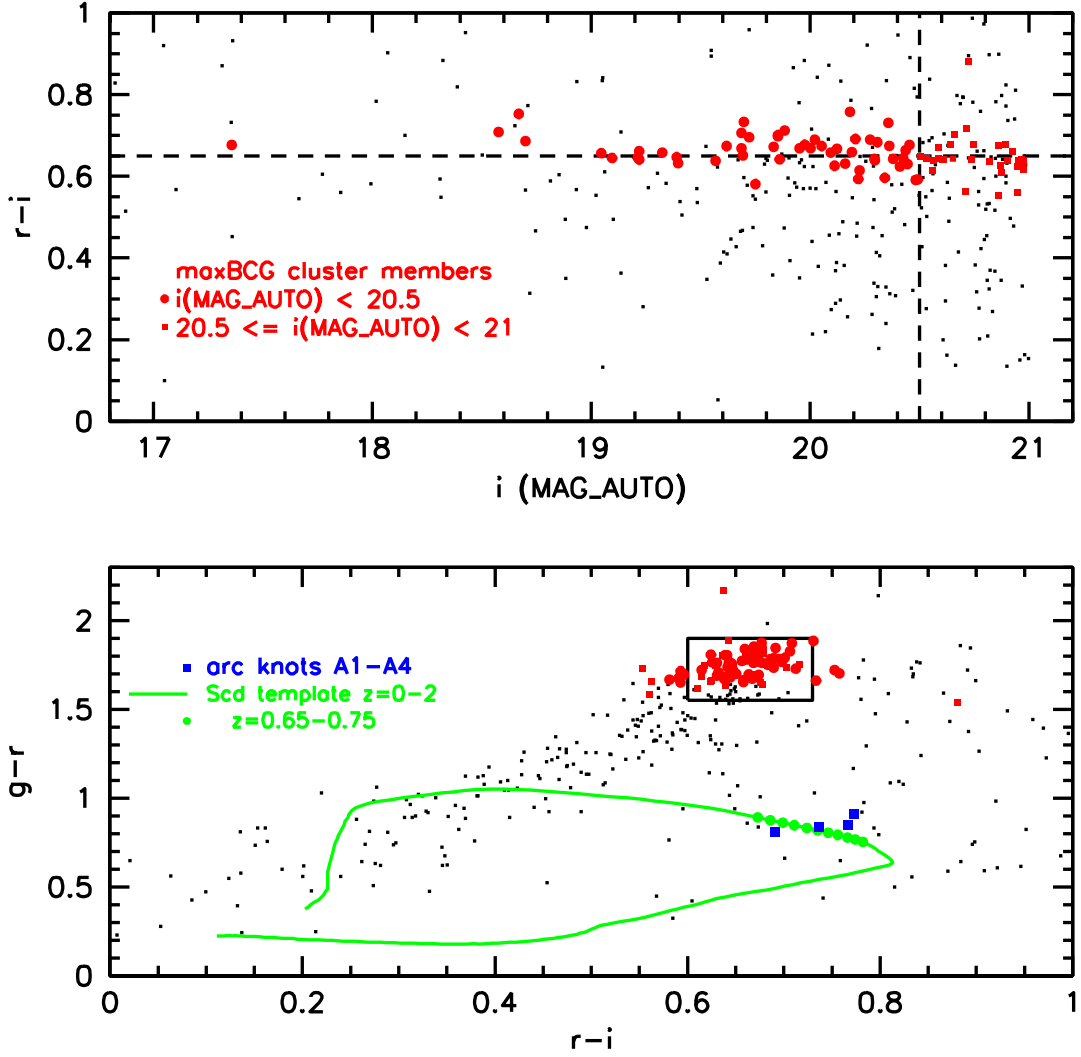 1
0.8
0.6
0.4
0.2
0
r-i
maxBCG cluster members
i(MAG_AUTO) < 20.5
20.5 <= i(MAG_AUTO) < 21
17 18 19 20 21
i (MAG_AUTO)
2
1.5
1
0.5
0
g-r
arc knots A1-A4
Scd template z=0-2
z=0.65-0.75
0 0.2 0.4 0.6 0.8 1
r-i